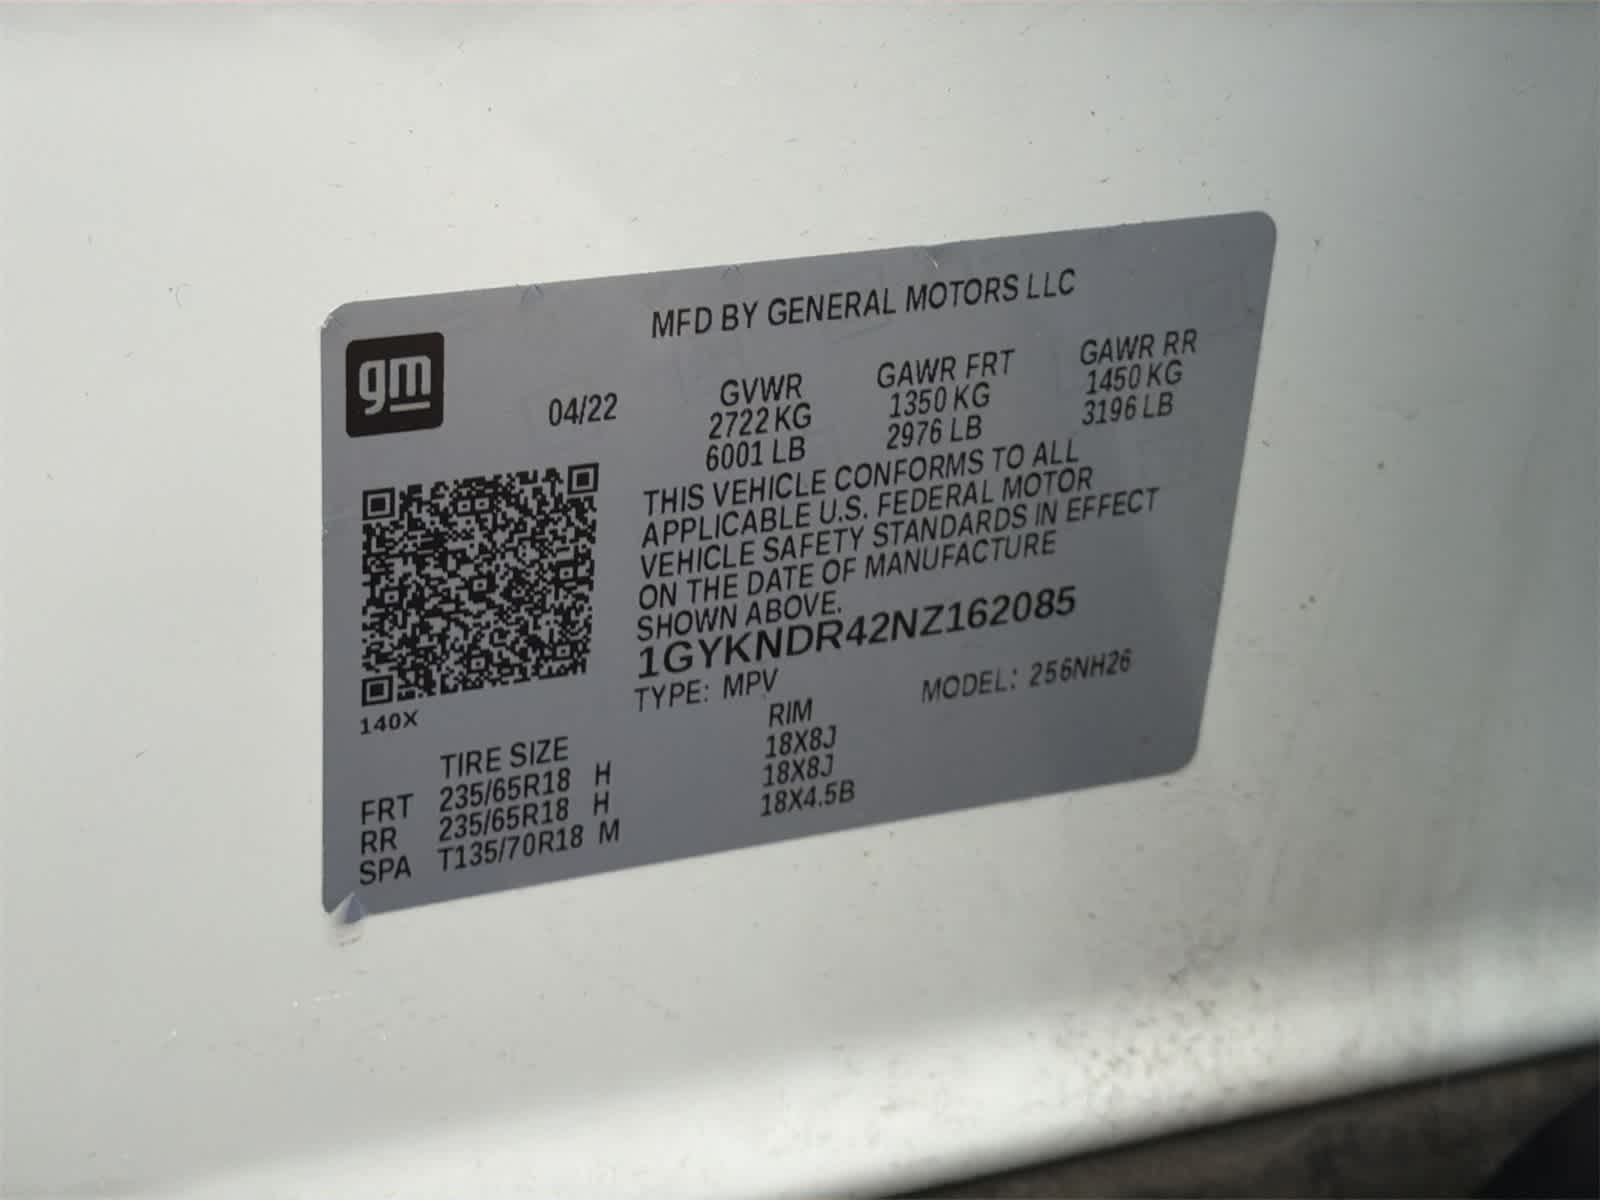 MFD BY GENERAL MOTORS LLC
gm
04/22
GVWR GAWR FRT GAWR RR
2722 KG 1350 KG 1450 KG
6001 LB 2976 LB 3196 LB
THIS VEHICLE CONFORMS TO ALL
APPLICABLE U.S. FEDERAL MOTOR
VEHICLE SAFETY STANDARDS IN EFFECT
ON THE DATE OF MANUFACTURE
SHOWN ABOVE.
1GYKNDR42NZ162085
TYPE: MPV MODEL: 256NH26
140X
TIRE SIZE RIM
FRT 235/65R18 H 18X8J
RR 235/65R18 H 18X8J
SPA T135/70R18 M 18X4.5B